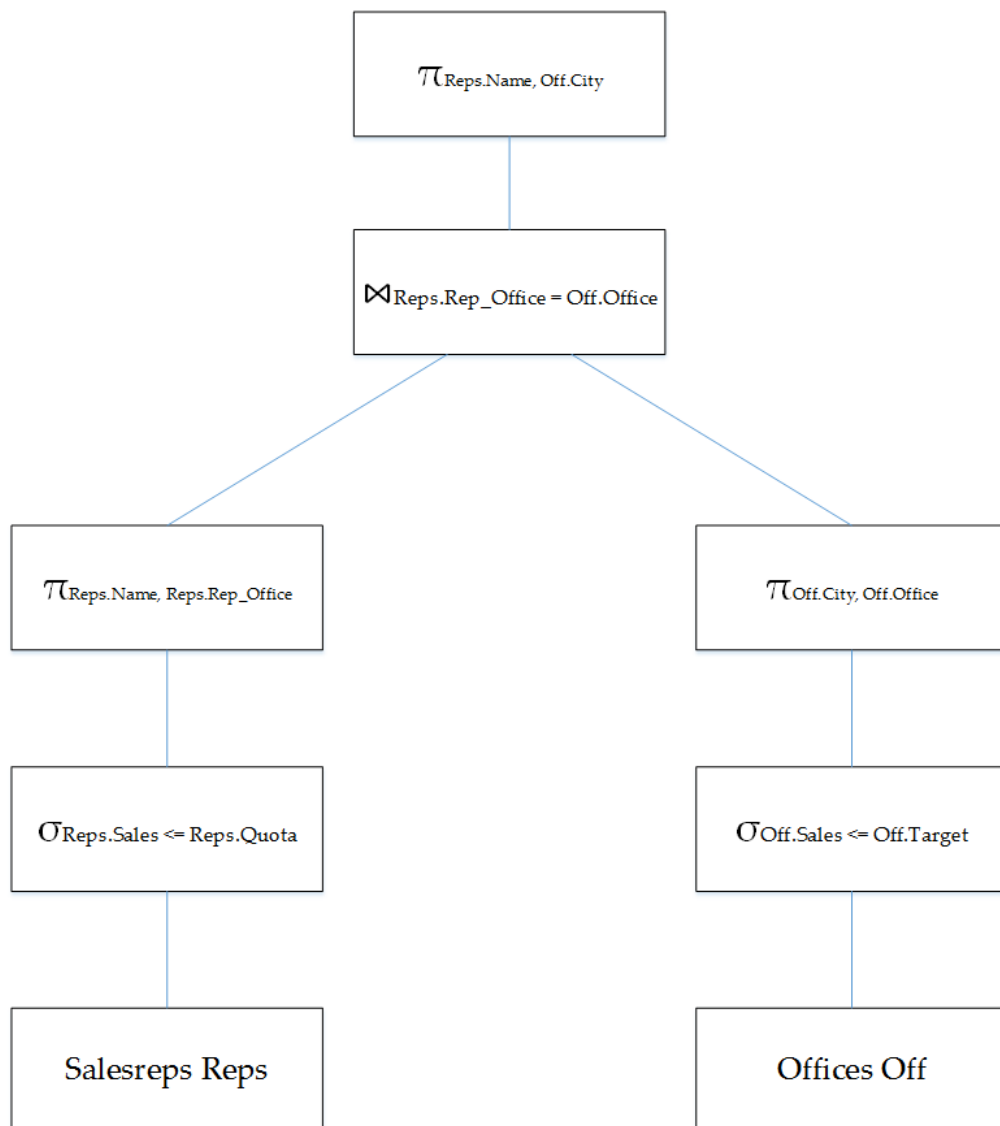 πReps.Name, Off.City
⋈Reps.Rep_Office = Off.Office
πReps.Name, Reps.Rep_Office
πOff.City, Off.Office
σReps.Sales <= Reps.Quota
σOff.Sales <= Off.Target
Salesreps Reps
Offices Off